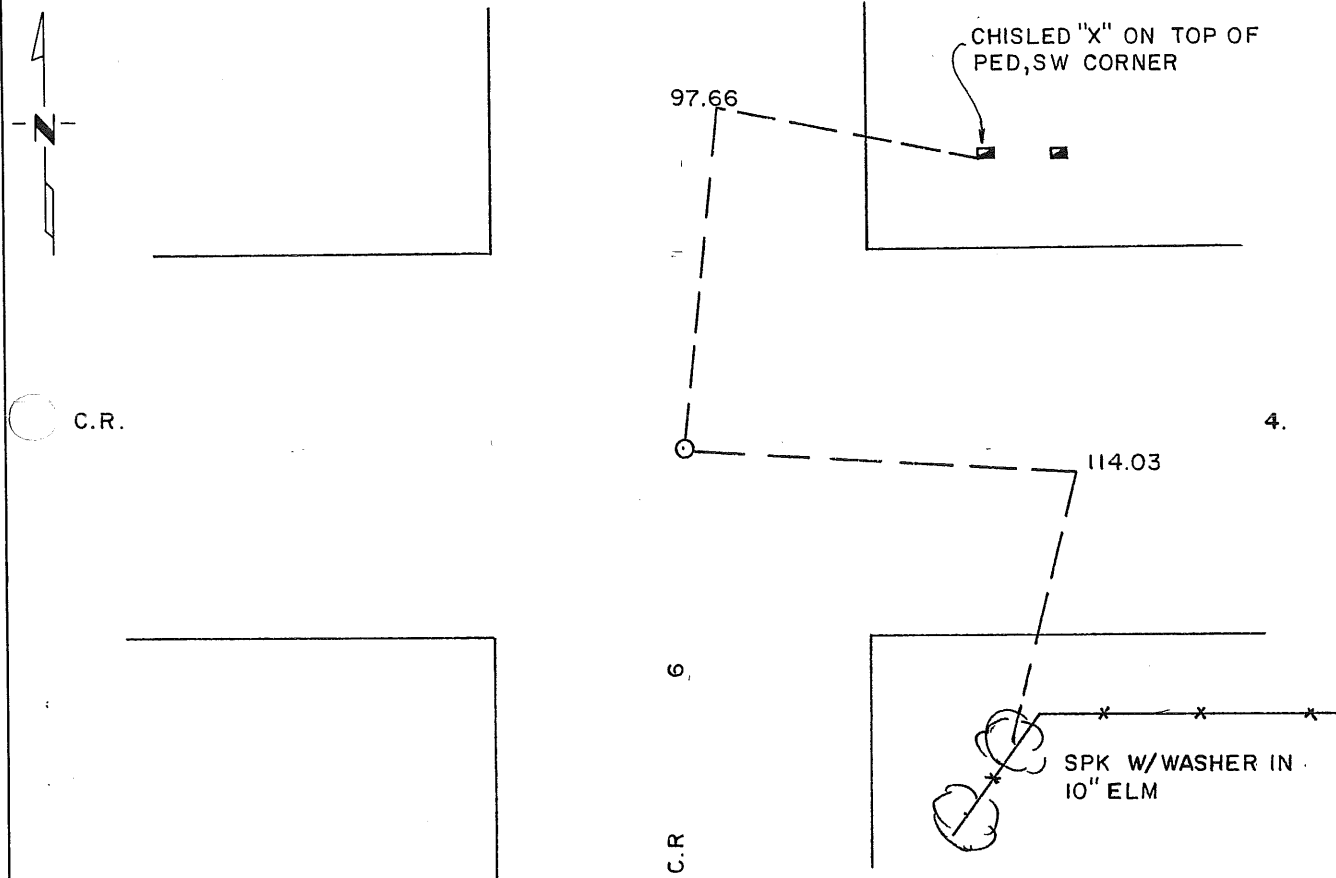 N
CHISLED "X" ON TOP OF
PED, SW CORNER
97.66
C.R.
4.
114.03
6
SPK W/WASHER IN
10" ELM
C.R